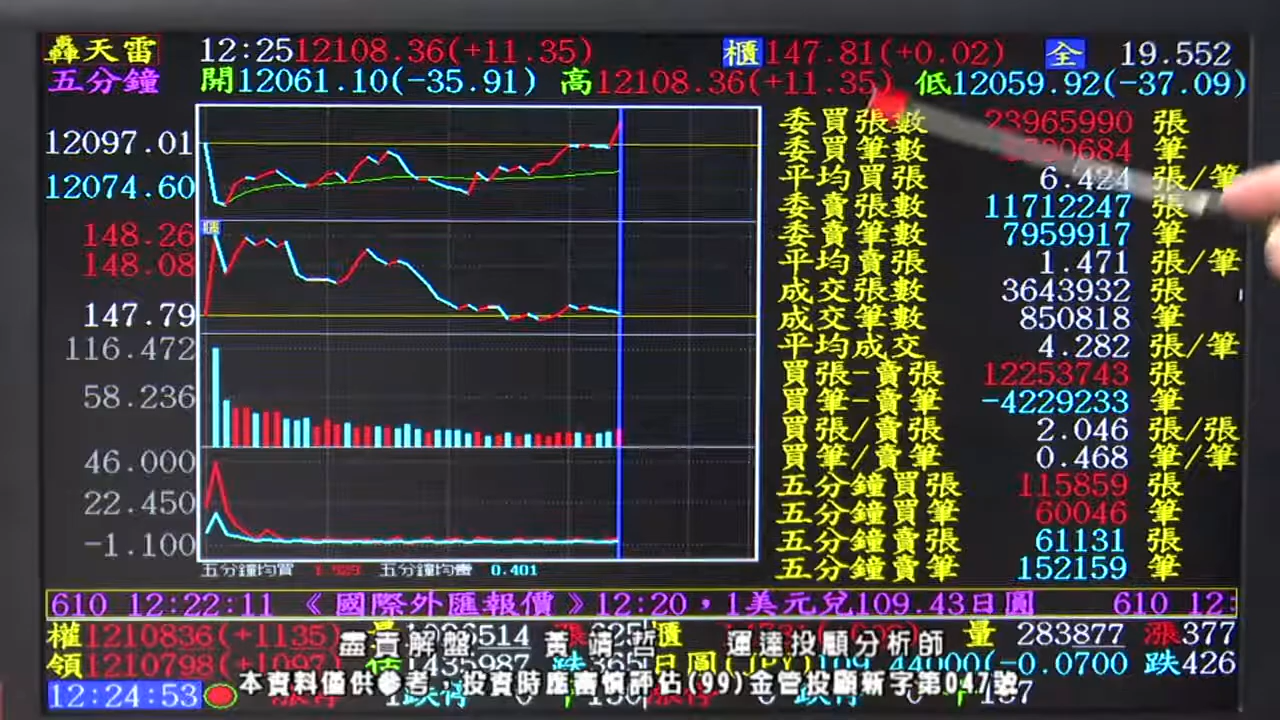 轟天雷 12:25 12108.36(+11.35) 櫃 147.81(+0.02) 全 19.552
五分鐘 開12061.10(-35.91) 高12108.36(+11.35) 低12059.92(-37.09)
12097.01
12074.60
櫃
148.26
148.08
147.79
116.472
58.236
46.000
22.450
-1.100
五分鐘均買 五分鐘均賣 0.401
委買張數 23965990 張
委買筆數 筆
平均買張 6.424 張/筆
委賣張數 11712247 張
委賣筆數 7959917 筆
平均賣張 1.471 張/筆
成交張數 3643932 張
成交筆數 850818 筆
平均成交 4.282 張/筆
買張-賣張 12253743 張
買筆-賣筆 -4229233 筆
買張/賣張 2.046 張/張
買筆/賣筆 0.468 筆/筆
五分鐘買張 115859 張
五分鐘買筆 60046 筆
五分鐘賣張 61131 張
五分鐘賣筆 152159 筆
610 12:22:11 《國際外匯報價》12:20，1美元兌109.43日圓 610 12:
權1210836(+1135) 櫃 量 283877 漲377
領1210798(+1097) 1435987 跌365 日圓(JPY)109.44000(-0.0700 跌426
12:24:53
盡責解盤 黃靖哲 運達投顧分析師
本資料僅供參考，投資時應審慎評估(99)金管投顧新字第047號